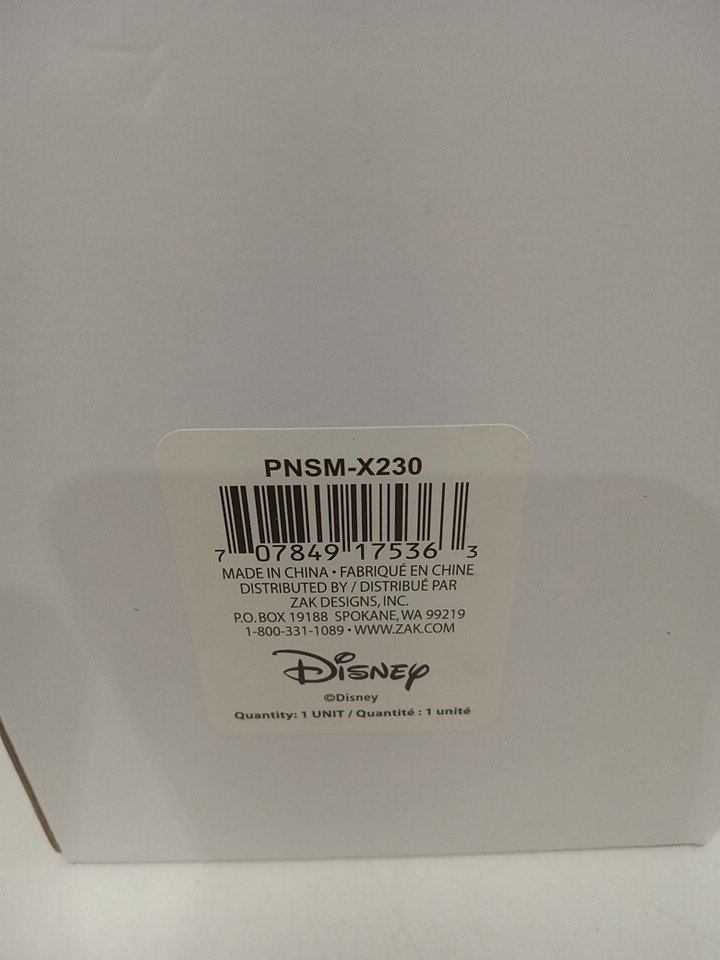 PNSM-X230
7 07849 17536 3
MADE IN CHINA • FABRIQUÉ EN CHINE
DISTRIBUTED BY / DISTRIBUÉ PAR
ZAK DESIGNS, INC.
P.O. BOX 19188 SPOKANE, WA 99219
1-800-331-1089 • WWW.ZAK.COM
Disney
©Disney
Quantity: 1 UNIT / Quantité : 1 unité